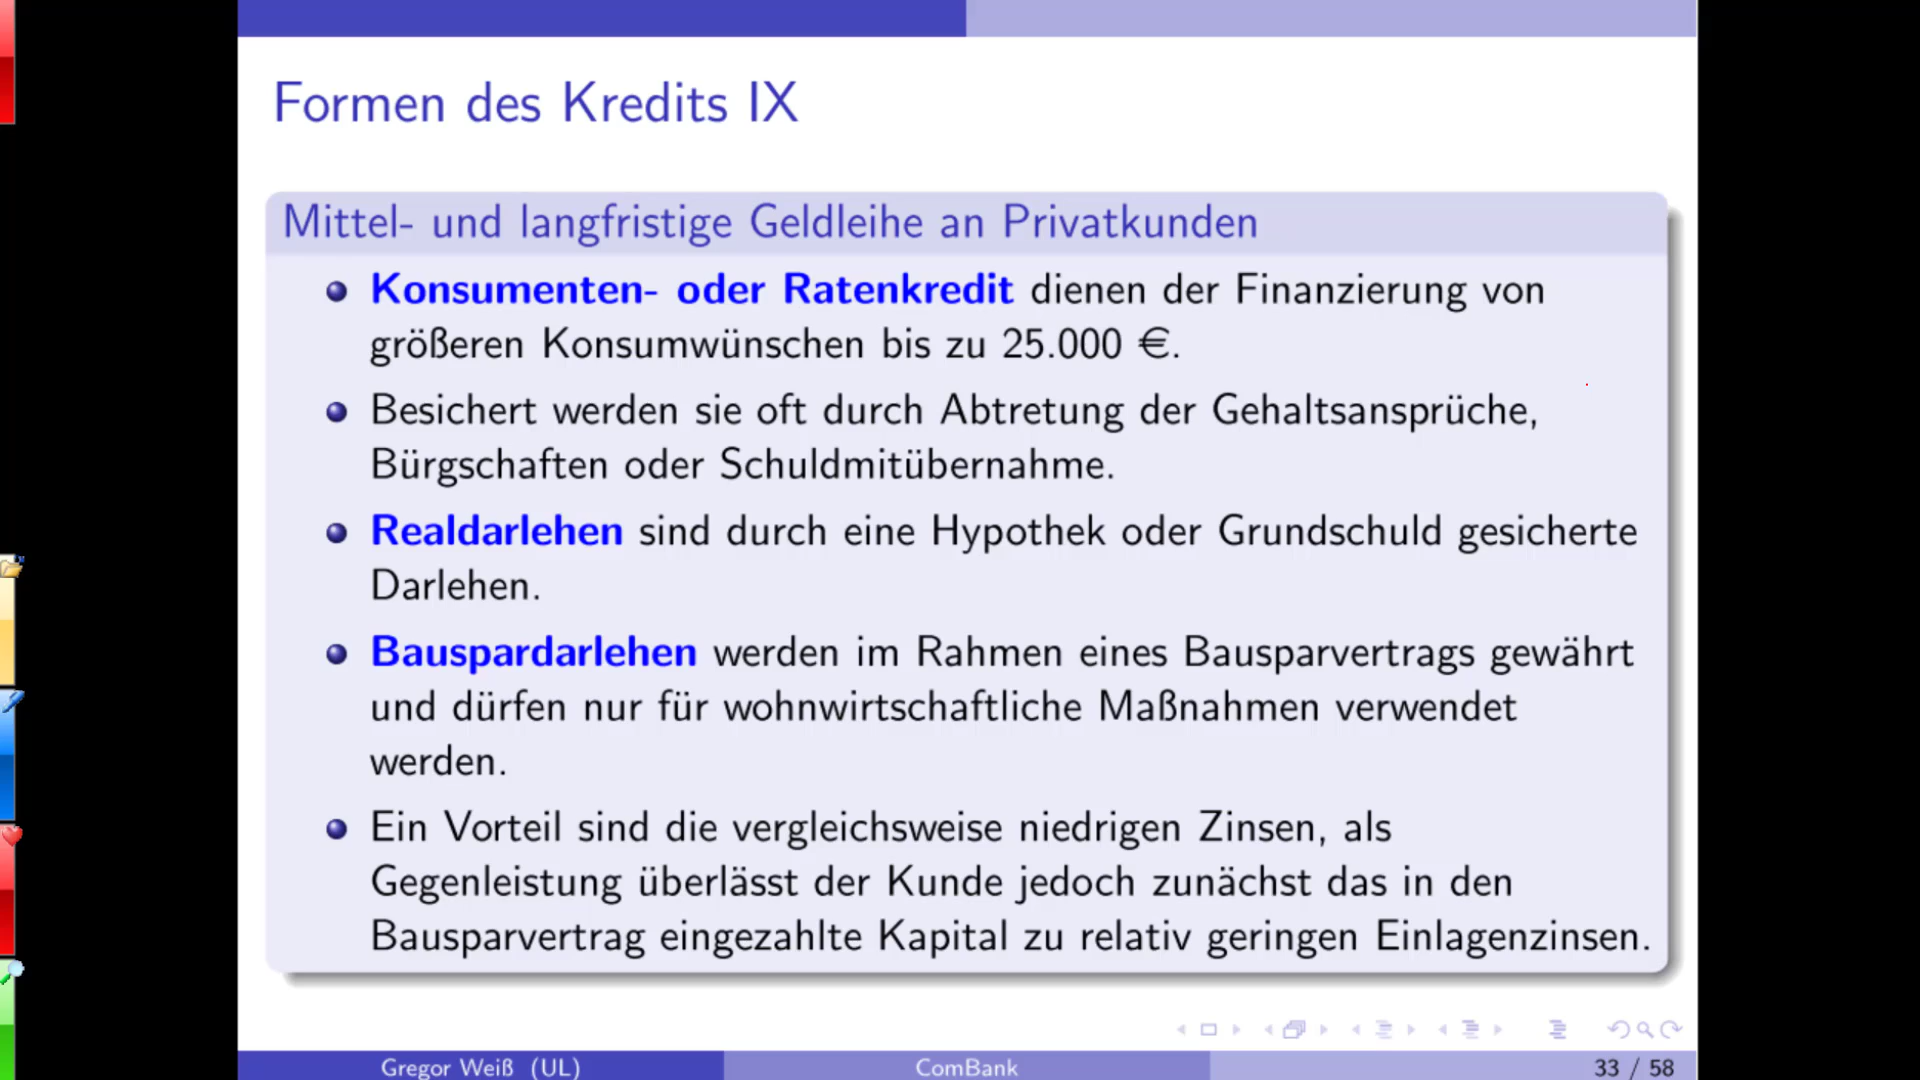 Formen des Kredits IX
Mittel- und langfristige Geldleihe an Privatkunden
Konsumenten- oder Ratenkredit dienen der Finanzierung von
größeren Konsumwünschen bis zu 25.000 €.
Besichert werden sie oft durch Abtretung der Gehaltsansprüche,
Bürgschaften oder Schuldmitübernahme.
Realdarlehen sind durch eine Hypothek oder Grundschuld gesicherte
Darlehen.
Bauspardarlehen werden im Rahmen eines Bausparvertrags gewährt
und dürfen nur für wohnwirtschaftliche Maßnahmen verwendet
werden.
Ein Vorteil sind die vergleichsweise niedrigen Zinsen, als
Gegenleistung überlässt der Kunde jedoch zunächst das in den
Bausparvertrag eingezahlte Kapital zu relativ geringen Einlagenzinsen.
Gregor Weiß (UL) ComBank 33 / 58